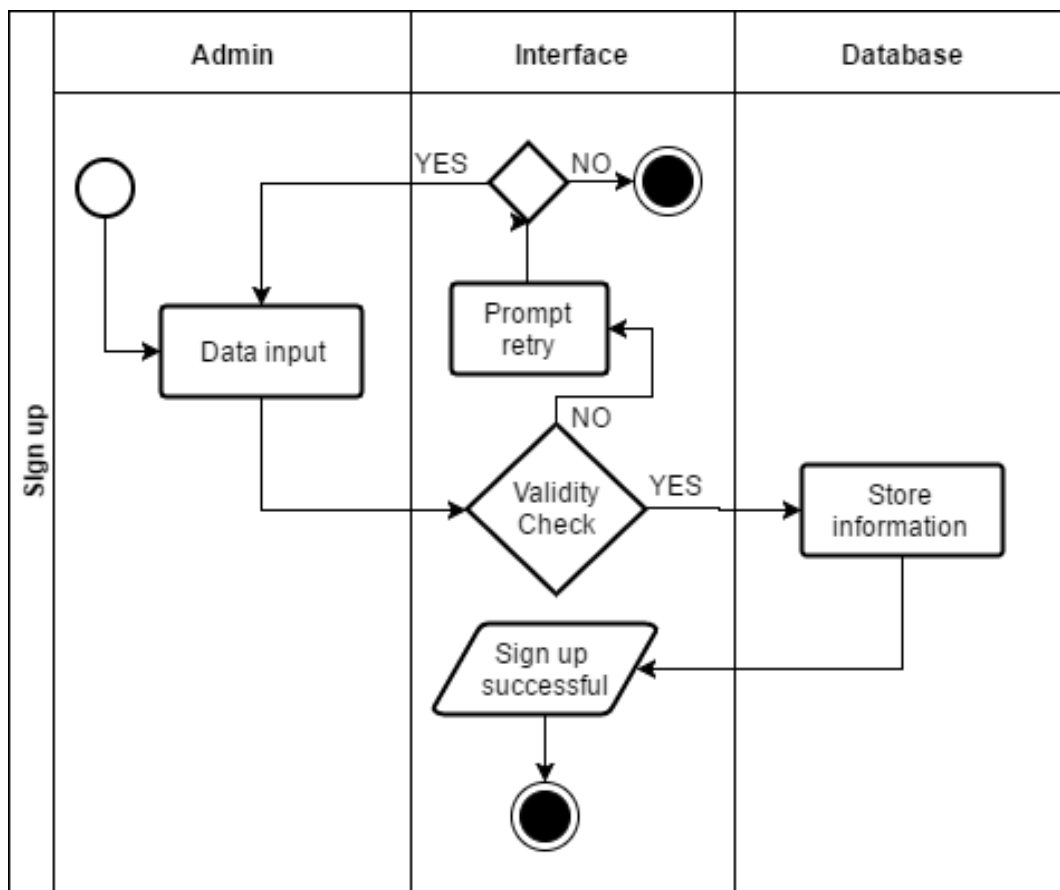 Admin
Interface
Database
SIgn up
YES
NO
Prompt
retry
Data input
NO
Validity
Check
YES
Store
information
Sign up
successful